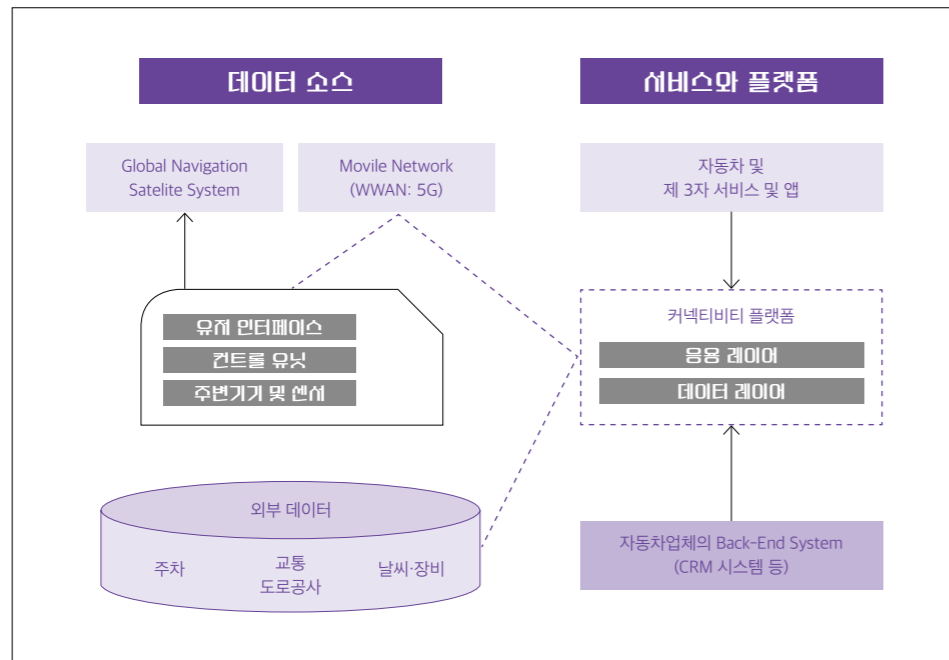 데이터 소스
서비스와 플랫폼
Global Navigation
Satelite System
Movile Network
(WWAN: 5G)
자동차 및
제 3자 서비스 및 앱
유저 인터페이스
컨트롤 유닛
주변기기 및 센서
커넥티비티 플랫폼
응용 레이어
데이터 레이어
외부 데이터
주차
교통
도로공사
날씨·장비
자동차업체의 Back-End System
(CRM 시스템 등)